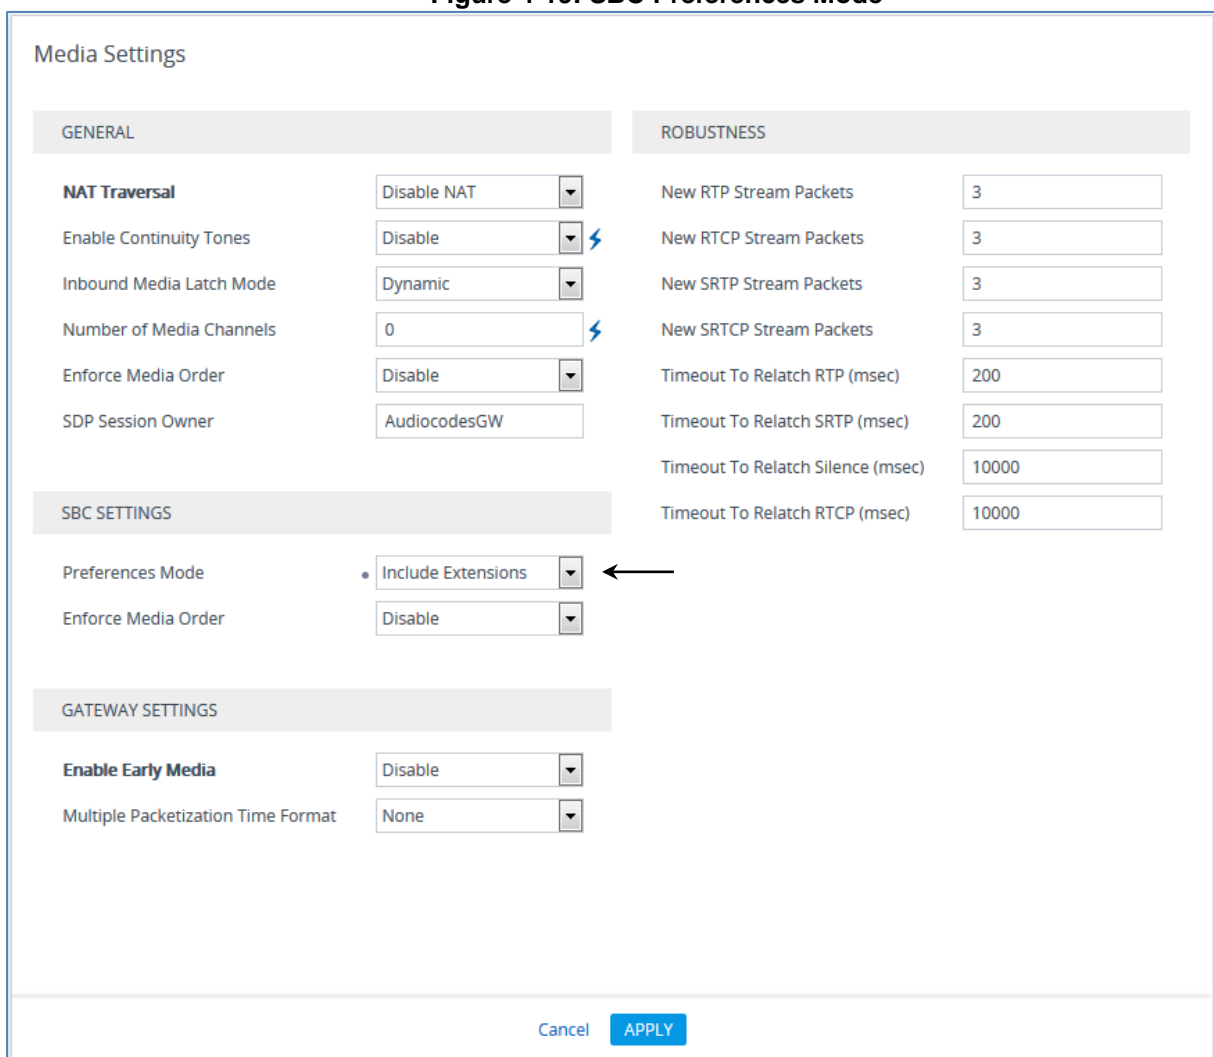 SBC Preferences Mode
Media Settings
GENERAL
NAT Traversal Disable NAT
Enable Continuity Tones Disable
Inbound Media Latch Mode Dynamic
Number of Media Channels 0
Enforce Media Order Disable
SDP Session Owner AudiocodesGW
SBC SETTINGS
Preferences Mode Include Extensions
Enforce Media Order Disable
GATEWAY SETTINGS
Enable Early Media Disable
Multiple Packetization Time Format None
ROBUSTNESS
New RTP Stream Packets 3
New RTCP Stream Packets 3
New SRTP Stream Packets 3
New SRTCP Stream Packets 3
Timeout To Relatch RTP (msec) 200
Timeout To Relatch SRTP (msec) 200
Timeout To Relatch Silence (msec) 10000
Timeout To Relatch RTCP (msec) 10000
Cancel APPLY